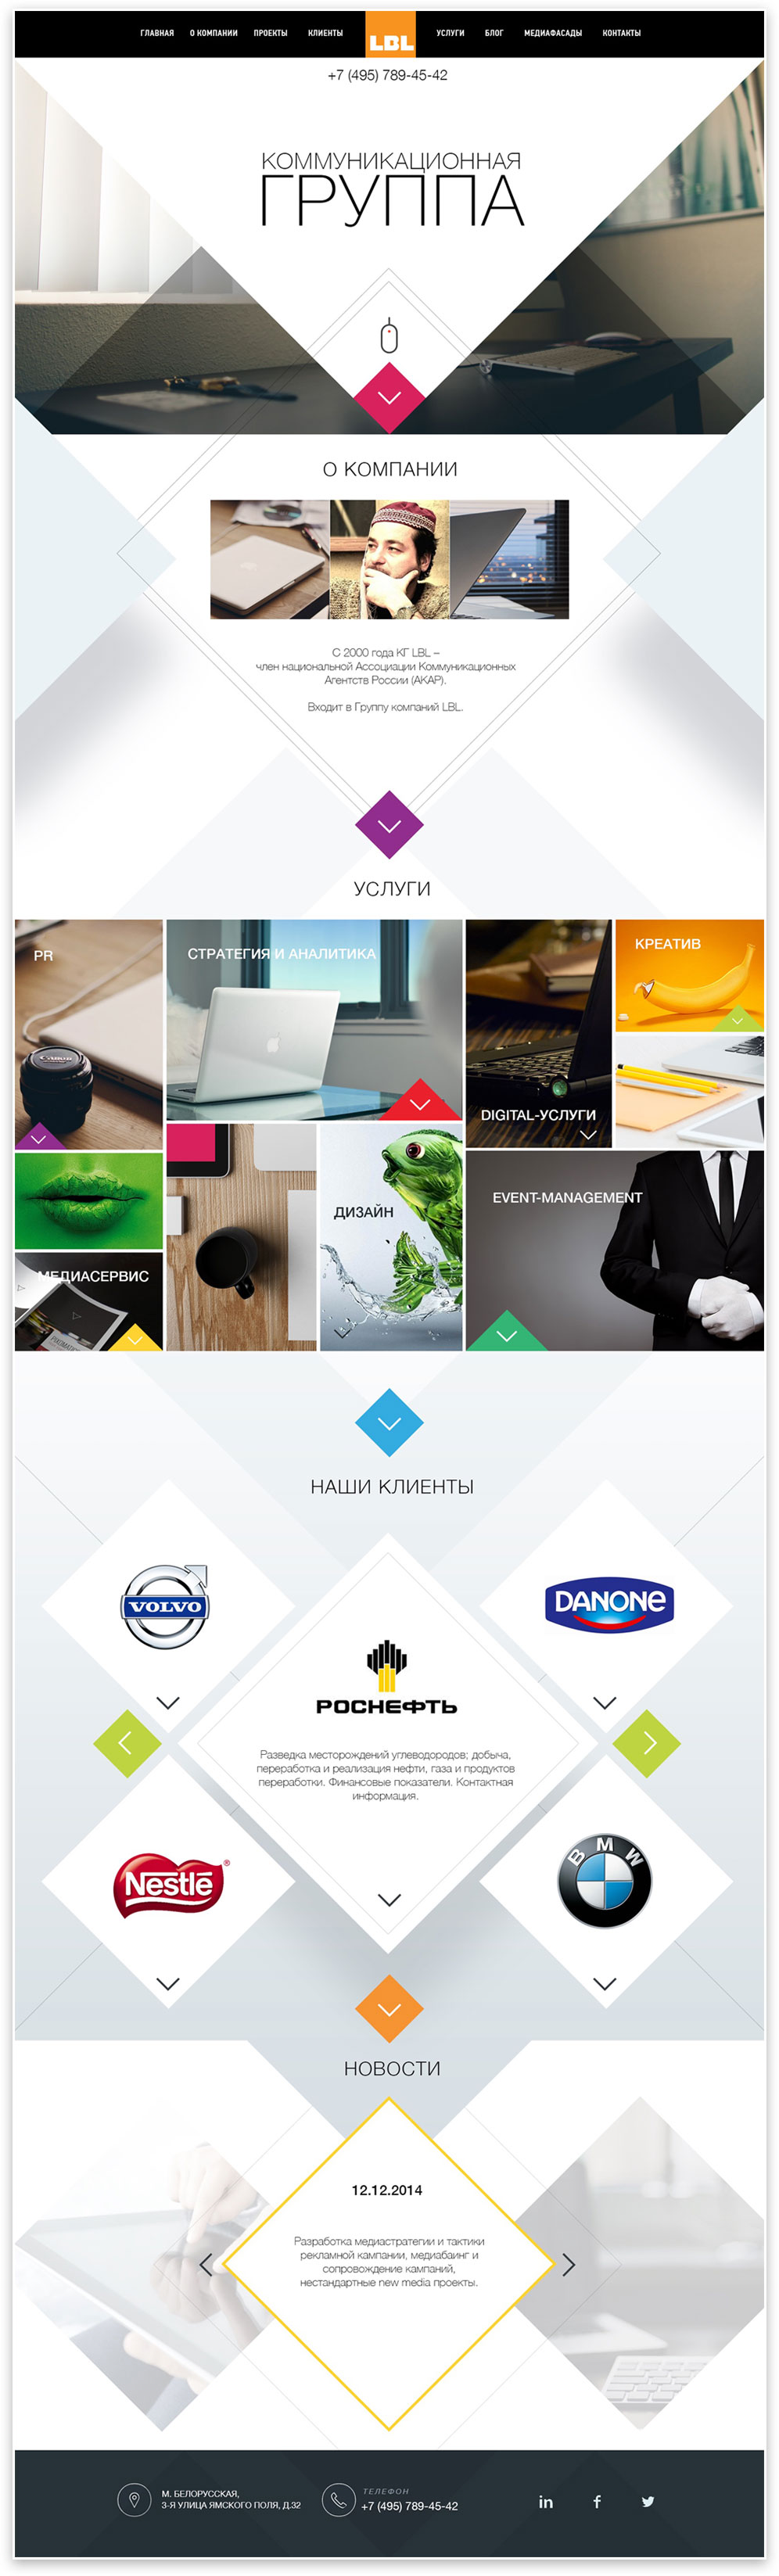 ГЛАВНАЯ О КОМПАНИИ ПРОЕКТЫ КЛИЕНТЫ LBL УСЛУГИ БЛОГ МЕДИАФАСАДЫ КОНТАКТЫ
+7 (495) 789-45-42
КОММУНИКАЦИОННАЯ
ГРУППА
О КОМПАНИИ
С 2000 года КГ LBL –
член национальной Ассоциации Коммуникационных
Агентств России (АКАР).
Входит в Группу компаний LBL.
УСЛУГИ
PR
СТРАТЕГИЯ И АНАЛИТИКА
КРЕАТИВ
Canon
DIGITAL-УСЛУГИ
EVENT-MANAGEMENT
ДИЗАЙН
МЕДИАСЕРВИС
НАШИ КЛИЕНТЫ
VOLVO
DANONE
РОСНЕФТЬ
Разведка месторождений углеводородов; добыча,
переработка и реализация нефти, газа и продуктов
переработки. Финансовые показатели. Контактная
информация.
Nestlé®
BMW
НОВОСТИ
12.12.2014
Разработка медиастратегии и тактики
рекламной кампании, медиабаинг и
сопровождение кампаний,
нестандартные new media проекты.
М. БЕЛОРУССКАЯ,
3-Я УЛИЦА ЯМСКОГО ПОЛЯ, Д.32
ТЕЛЕФОН
+7 (495) 789-45-42
in f